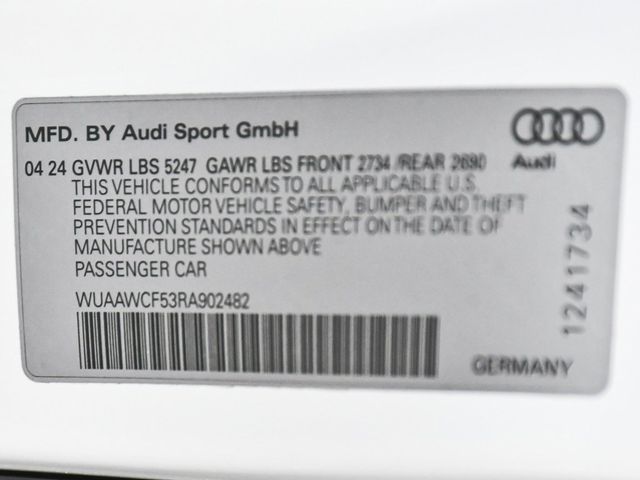 MFD. BY Audi Sport GmbH
04 24 GVWR LBS 5247 GAWR LBS FRONT 2734 /REAR 2690
Audi
THIS VEHICLE CONFORMS TO ALL APPLICABLE U.S.
FEDERAL MOTOR VEHICLE SAFETY, BUMPER AND THEFT
PREVENTION STANDARDS IN EFFECT ON THE DATE OF
MANUFACTURE SHOWN ABOVE
PASSENGER CAR
WUAAWCF53RA902482
1241734
GERMANY